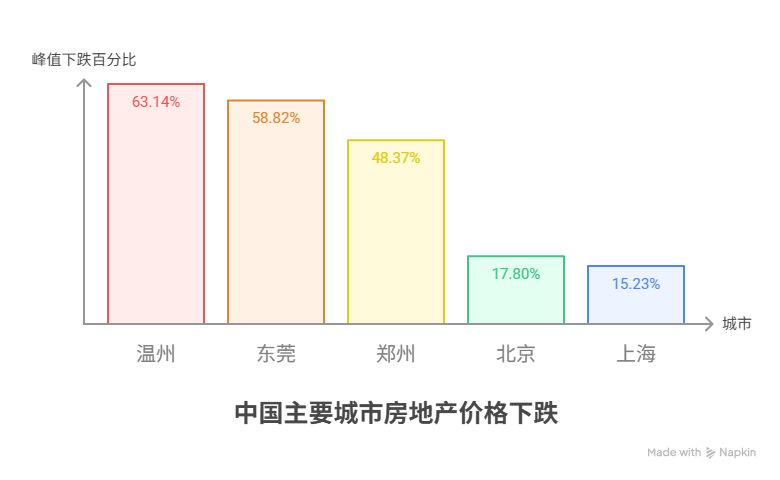 峰值下跌百分比
63.14%
58.82%
48.37%
17.80%
15.23%
城市
温州
东莞
郑州
北京
上海
中国主要城市房地产价格下跌
Made with Napkin